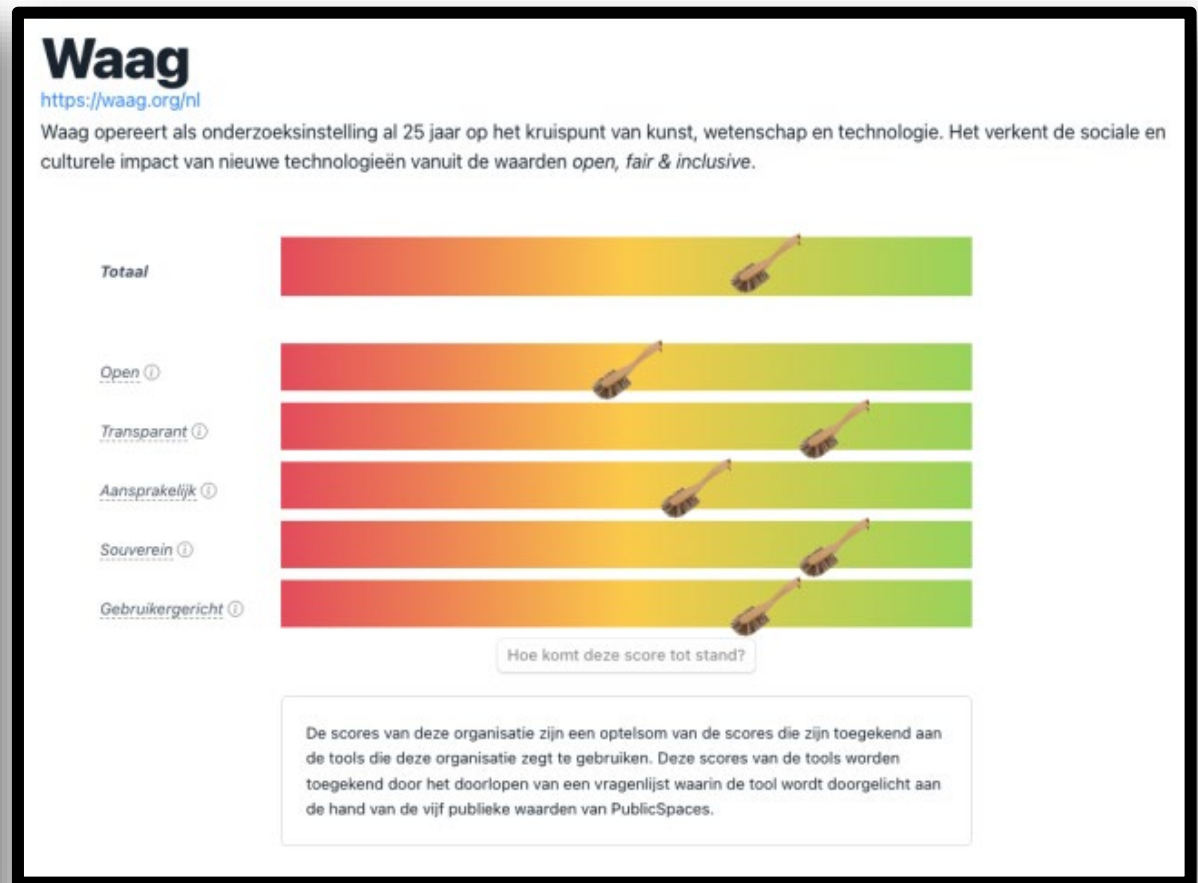 Waag
https://waag.org/nl
Waag opereert als onderzoeksinstelling al 25 jaar op het kruispunt van kunst, wetenschap en technologie. Het verkent de sociale en
culturele impact van nieuwe technologieën vanuit de waarden open, fair & inclusive.
Totaal
Open
Transparant
Aansprakelijk
Souverein
Gebruikergericht
Hoe komt deze score tot stand?
De scores van deze organisatie zijn een optelsom van de scores die zijn toegekend aan
de tools die deze organisatie zegt te gebruiken. Deze scores van de tools worden
toegekend door het doorlopen van een vragenlijst waarin de tool wordt doorgelicht aan
de hand van de vijf publieke waarden van PublicSpaces.